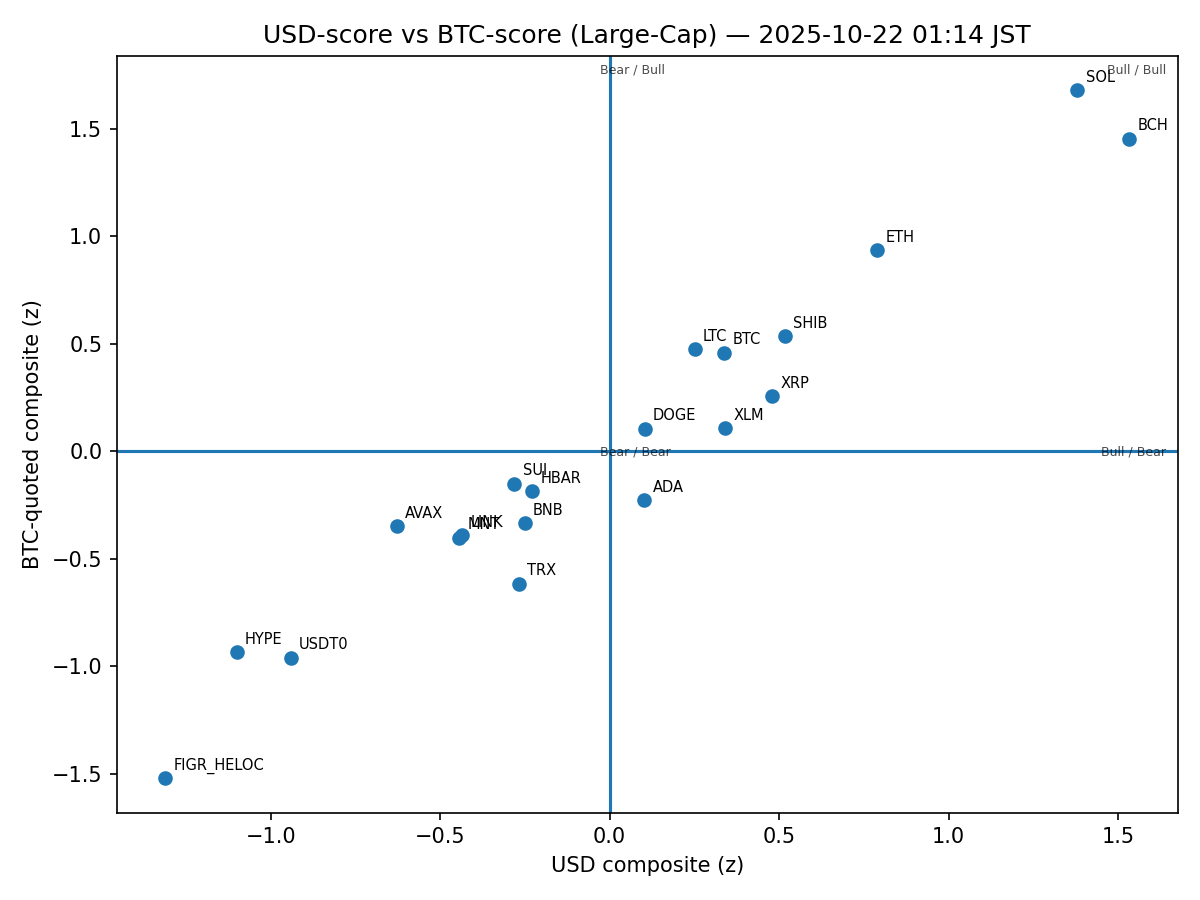 USD-score vs BTC-score (Large-Cap) — 2025-10-22 01:14 JST
Bear / Bull
Bull / Bull
SOL
BCH
1.5
ETH
1.0
SHIB
LTC
BTC
0.5
XRP
DOGE
XLM
0.0
Bear / Bear
Bull / Bear
SUI
HBAR
ADA
AVAX
BNB
LINK
MNT
−0.5
TRX
HYPE
USDT0
−1.0
FIGR_HELOC
−1.5
−1.0
−0.5
0.0
0.5
1.0
1.5
USD composite (z)
BTC-quoted composite (z)